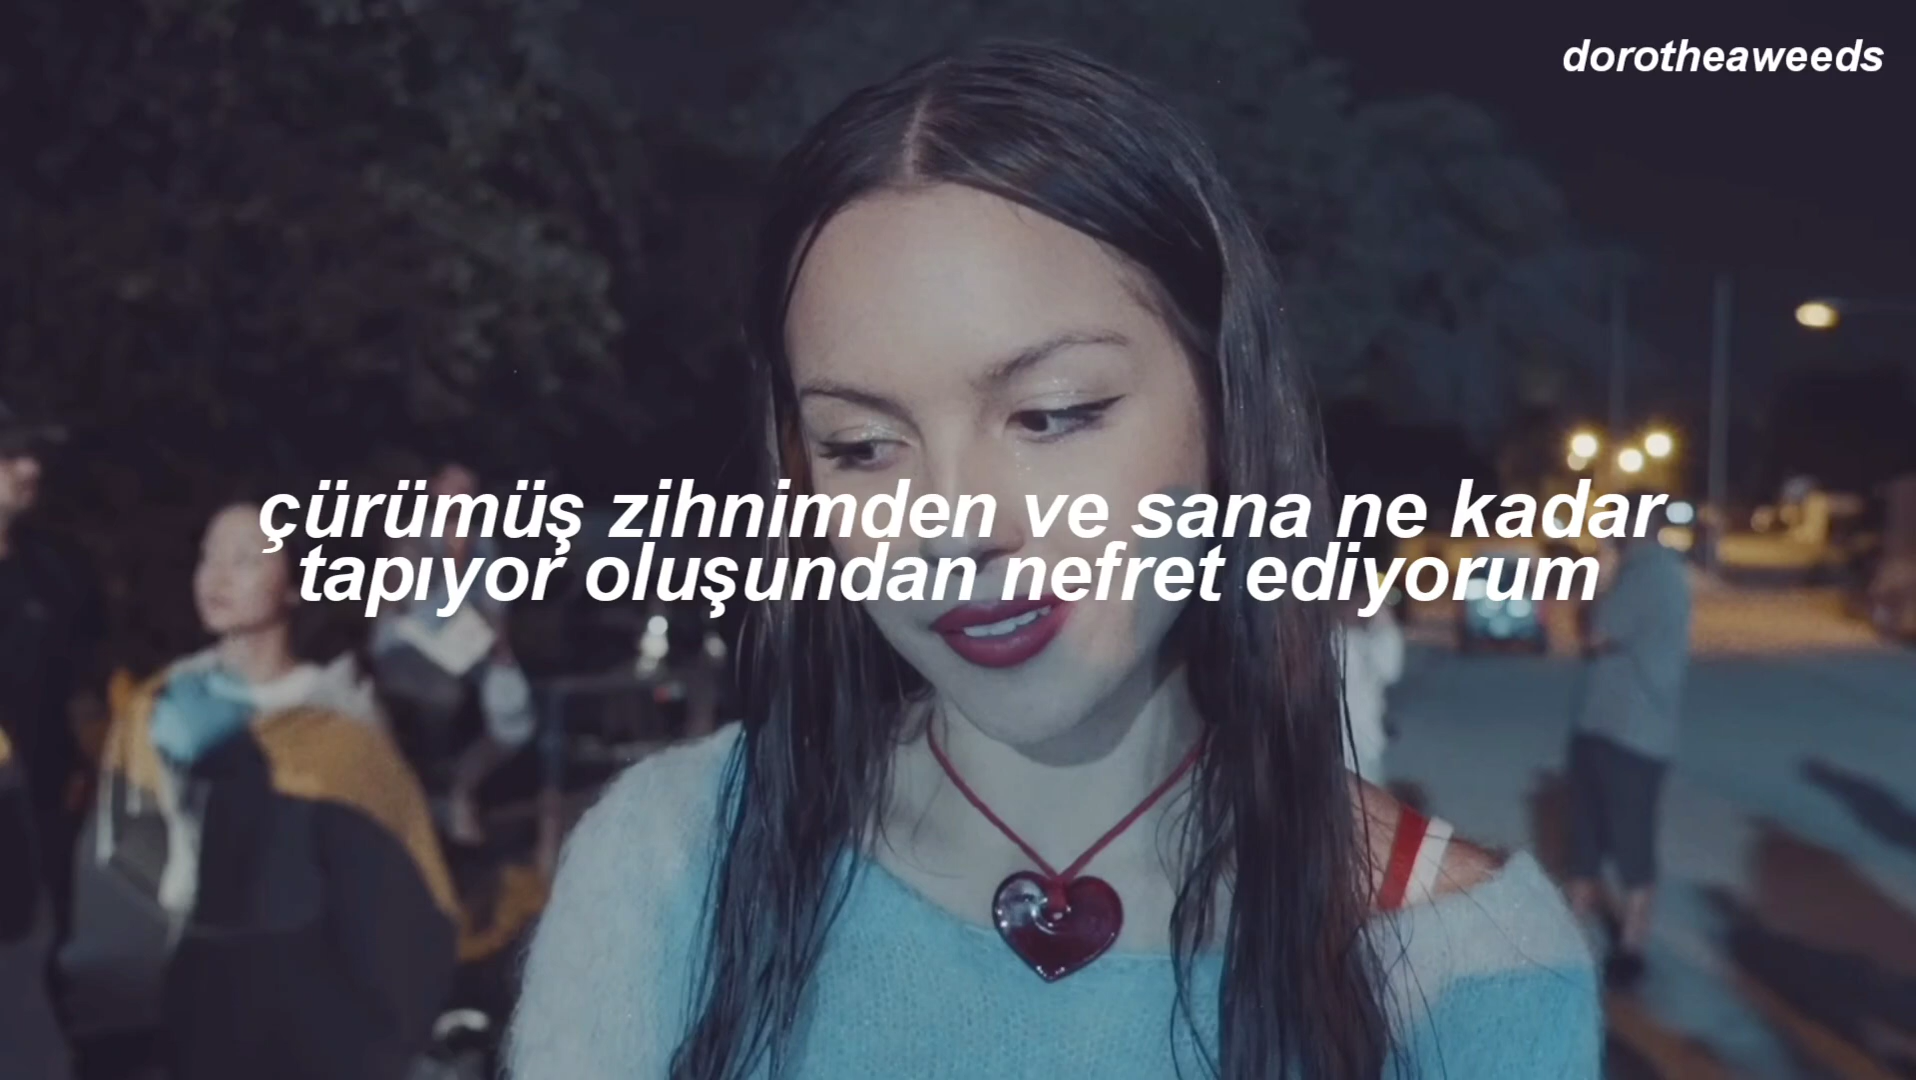 dorotheaweeds
çürümüş zihnimden ve sana ne kadar
tapıyor oluşundan nefret ediyorum